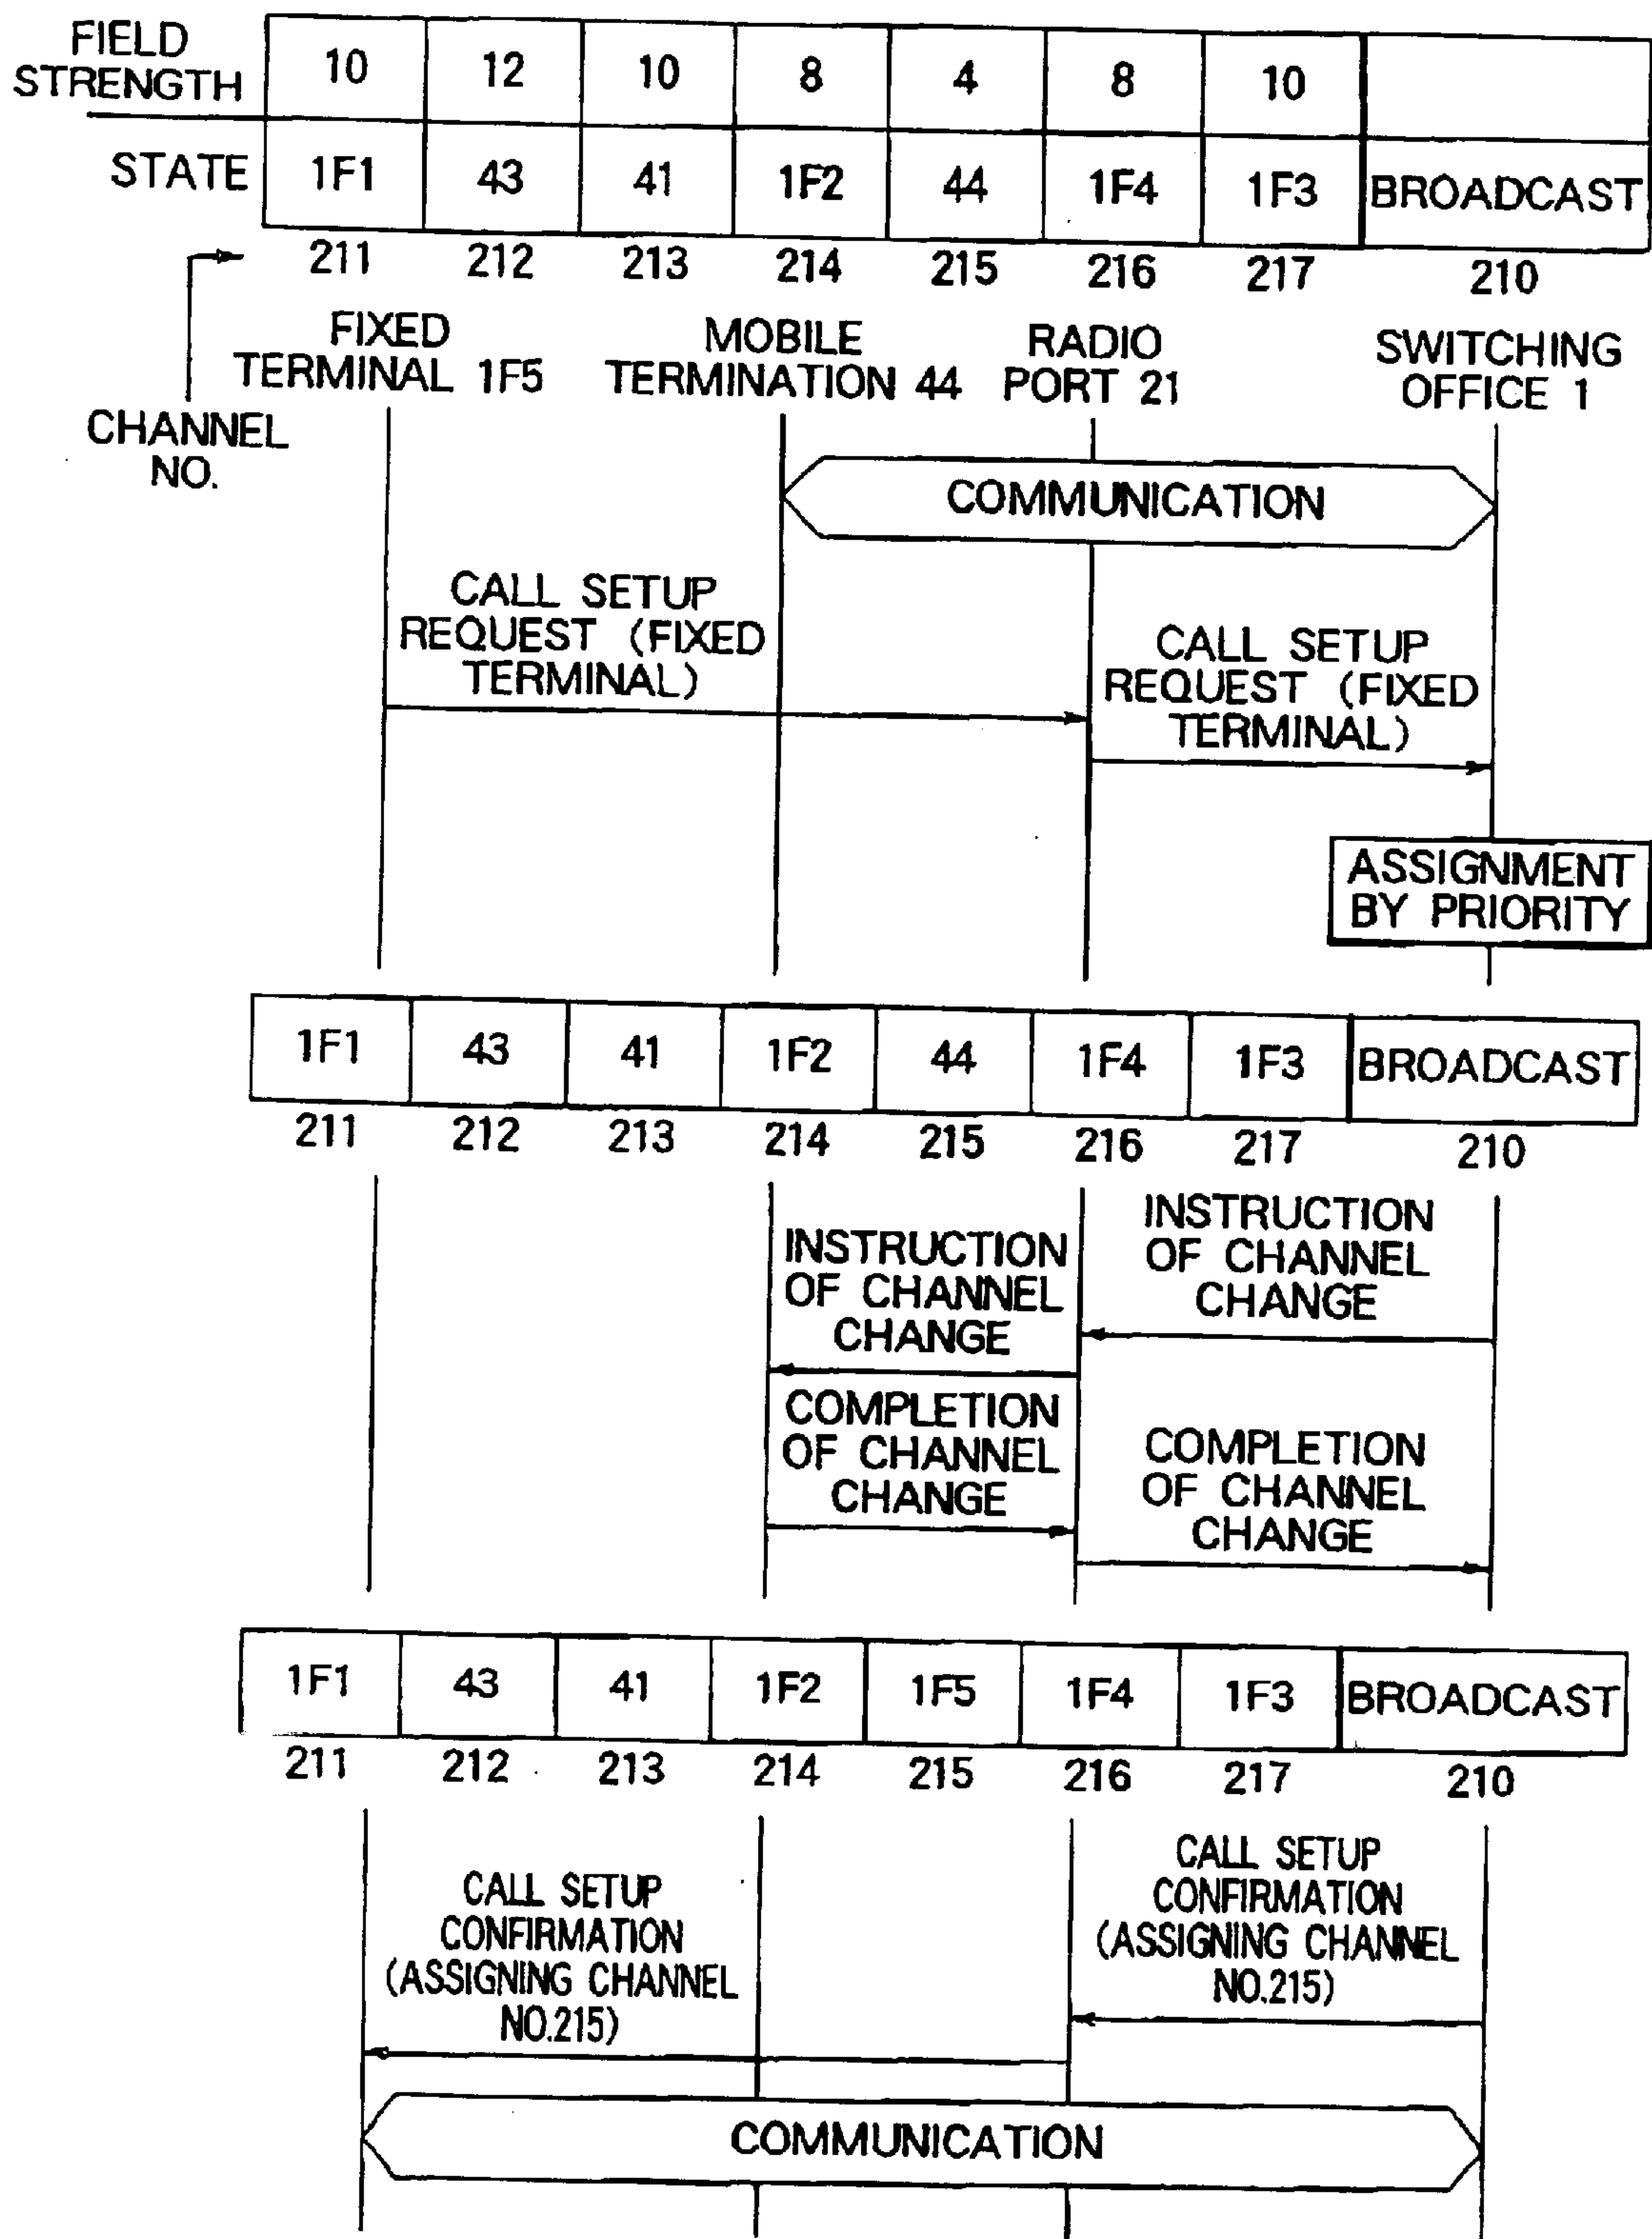 FIELD
STRENGTH 10 12 10 8 4 8 10
STATE 1F1 43 41 1F2 44 1F4 1F3 BROADCAST
211 212 213 214 215 216 217 210
CHANNEL
NO.
FIXED
TERMINAL 1F5
MOBILE
TERMINATION 44
RADIO
PORT 21
SWITCHING
OFFICE 1
COMMUNICATION
CALL SETUP
REQUEST (FIXED
TERMINAL)
CALL SETUP
REQUEST (FIXED
TERMINAL)
ASSIGNMENT
BY PRIORITY
1F1 43 41 1F2 44 1F4 1F3 BROADCAST
211 212 213 214 215 216 217 210
INSTRUCTION
OF CHANNEL
CHANGE
INSTRUCTION
OF CHANNEL
CHANGE
COMPLETION
OF CHANNEL
CHANGE
COMPLETION
OF CHANNEL
CHANGE
1F1 43 41 1F2 1F5 1F4 1F3 BROADCAST
211 212 213 214 215 216 217 210
CALL SETUP
CONFIRMATION
(ASSIGNING CHANNEL
NO.215)
CALL SETUP
CONFIRMATION
(ASSIGNING CHANNEL
NO.215)
COMMUNICATION